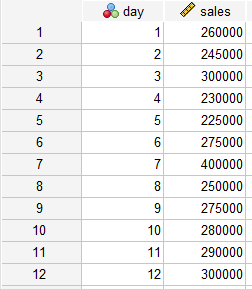 day sales
1 1 260000
2 2 245000
3 3 300000
4 4 230000
5 5 225000
6 6 275000
7 7 400000
8 8 250000
9 9 275000
10 10 280000
11 11 290000
12 12 300000